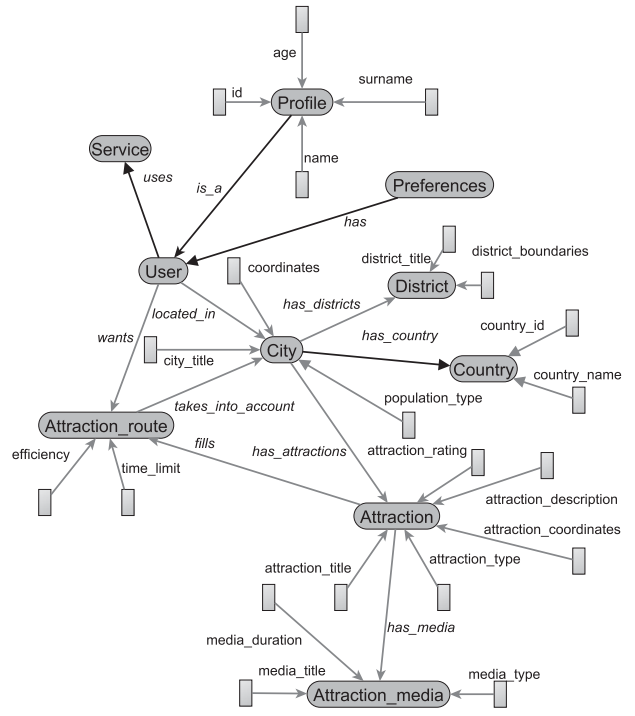 age
surname
id
Profile
Service
name
uses
is_a
Preferences
has
district_boundaries
district_title
User
coordinates
District
located_in
has_districts
country_id
wants
has_country
City
city_title
Country
country_name
population_type
takes_into_account
Attraction_route
fills
has_attractions
attraction_rating
efficiency
time_limit
attraction_description
Attraction
attraction_coordinates
attraction_title
attraction_type
media_duration
has_media
media_title
media_type
Attraction_media